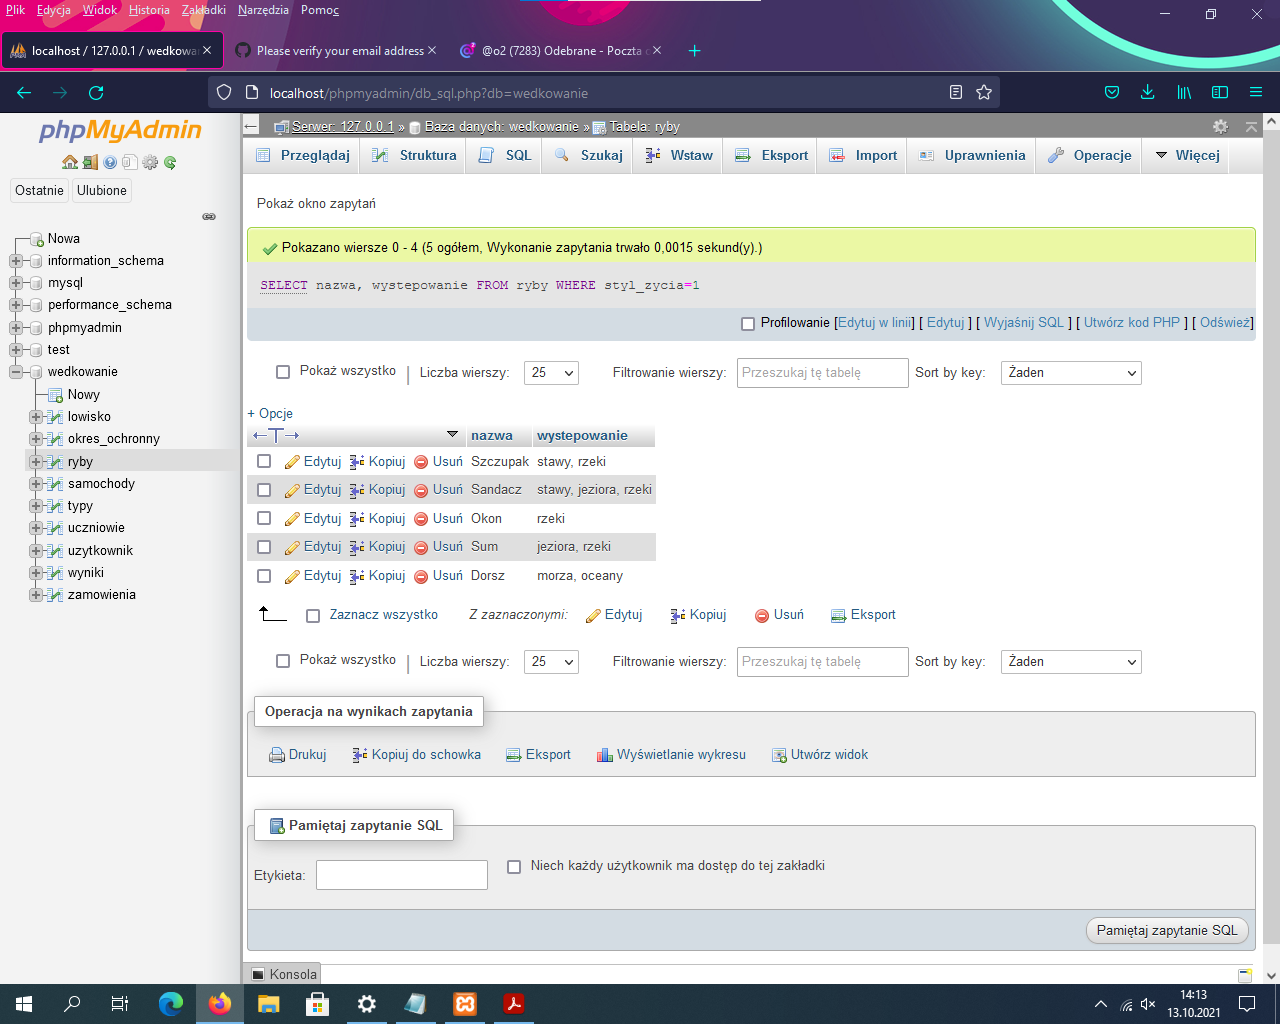 Plik Edycja Widok Historia Zakładki Narzędzia Pomoc
localhost / 127.0.0.1 / wedkowa
Please verify your email address
@ @o2 (7283) Odebrane - Poczta
localhost/phpmyadmin/db_sql.php?db=wedkowanie
phpMyAdmin
Ostatnie Ulubione
Nowa
information_schema
mysql
performance_schema
phpmyadmin
test
wedkowanie
Nowy
lowisko
okres_ochronny
ryby
samochody
typy
uczniowie
uzytkownik
wyniki
zamowienia
Serwer: 127.0.0.1 » Baza danych: wedkowanie » Tabela: ryby
Przeglądaj Struktura SQL Szukaj Wstaw Eksport Import Uprawnienia Operacje Więcej
Pokaż okno zapytań
Pokazano wiersze 0 - 4 (5 ogółem, Wykonanie zapytania trwało 0,0015 sekund(y).)
SELECT nazwa, wystepowanie FROM ryby WHERE styl_zycia=1
Profilowanie [Edytuj w linii] [ Edytuj ] [ Wyjaśnij SQL ] [ Utwórz kod PHP ] [ Odśwież]
Pokaż wszystko | Liczba wierszy: 25 Filtrowanie wierszy: Przeszukaj tę tabelę Sort by key: Żaden
+ Opcje
←T→ nazwa wystepowanie
Edytuj Kopiuj Usuń Szczupak stawy, rzeki
Edytuj Kopiuj Usuń Sandacz stawy, jeziora, rzeki
Edytuj Kopiuj Usuń Okon rzeki
Edytuj Kopiuj Usuń Sum jeziora, rzeki
Edytuj Kopiuj Usuń Dorsz morza, oceany
Zaznacz wszystko Z zaznaczonymi: Edytuj Kopiuj Usuń Eksport
Pokaż wszystko | Liczba wierszy: 25 Filtrowanie wierszy: Przeszukaj tę tabelę Sort by key: Żaden
Operacja na wynikach zapytania
Drukuj Kopiuj do schowka Eksport Wyświetlanie wykresu Utwórz widok
Pamiętaj zapytanie SQL
Etykieta: Niech każdy użytkownik ma dostęp do tej zakładki
Pamiętaj zapytanie SQL
Konsola
14:13
13.10.2021